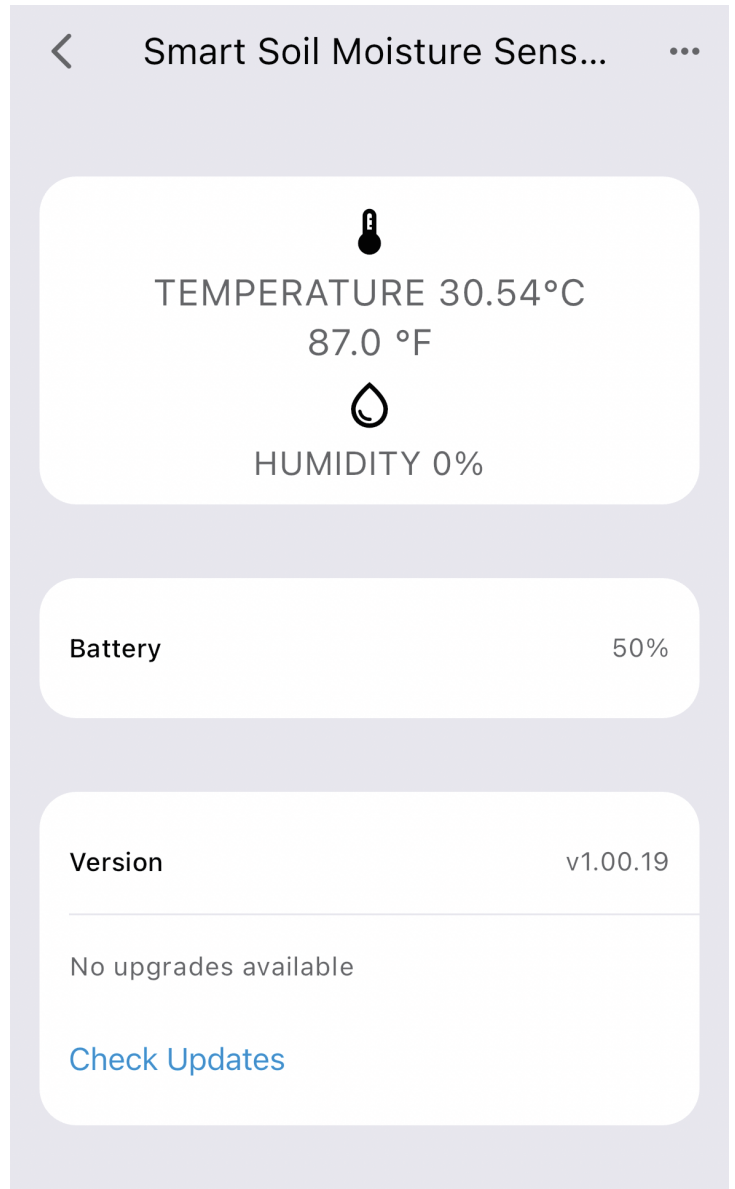 Smart Soil Moisture Sens...
TEMPERATURE 30.54°C
87.0 °F
HUMIDITY 0%
Battery 50%
Version v1.00.19
No upgrades available
Check Updates